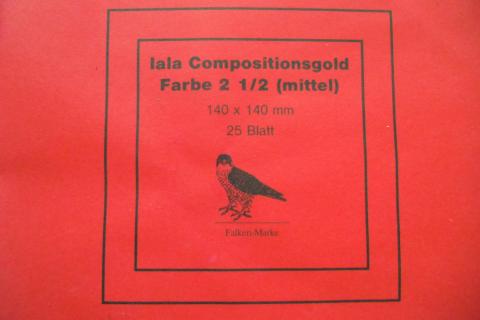 Iala Compositionsgold
Farbe 2 1/2 (mittel)
140 x 140 mm
25 Blatt
Falken-Marke